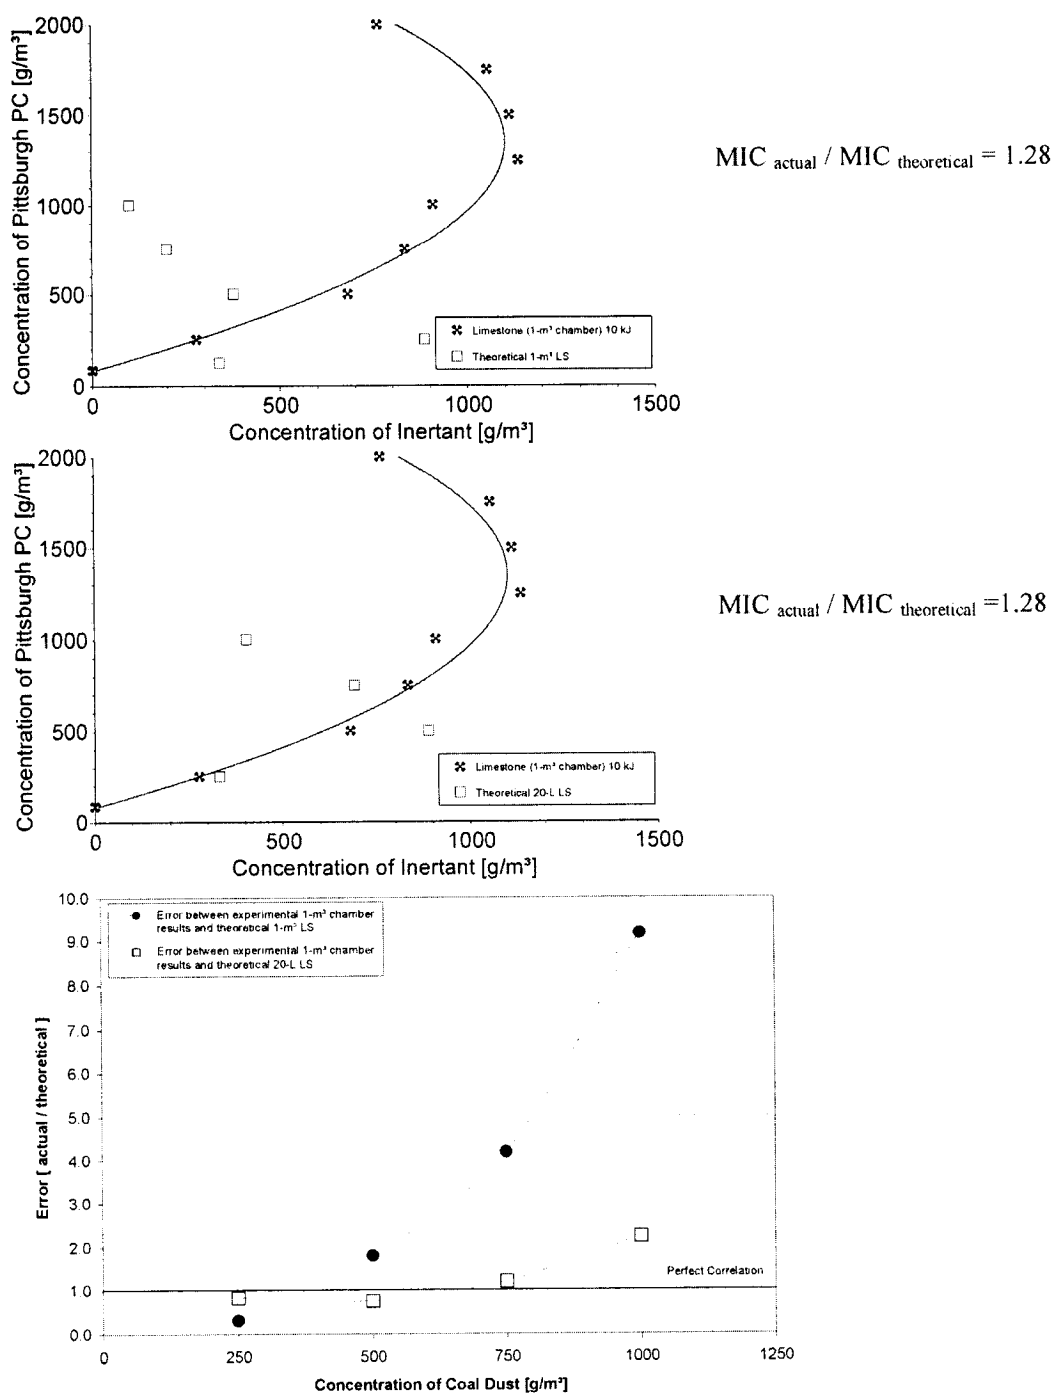 Concentration of Pittsburgh PC [g/m³]
2000
1500
1000
500
0
0
500
1000
1500
Concentration of Inertant [g/m³]
Limestone (1-m³ chamber) 10 kJ
Theoretical 1-m³ LS
MIC actual / MIC theoretical = 1.28
Concentration of Pittsburgh PC [g/m³]
2000
1500
1000
500
0
0
500
1000
1500
Concentration of Inertant [g/m³]
Limestone (1-m³ chamber) 10 kJ
Theoretical 20-L LS
MIC actual / MIC theoretical =1.28
Error [ actual / theoretical ]
10.0
9.0
8.0
7.0
6.0
5.0
4.0
3.0
2.0
1.0
0.0
Error between experimental 1-m³ chamber
results and theoretical 1-m³ LS
Error between experimental 1-m³ chamber
results and theoretical 20-L LS
Perfect Correlation
0
250
500
750
1000
1250
Concentration of Coal Dust [g/m³]